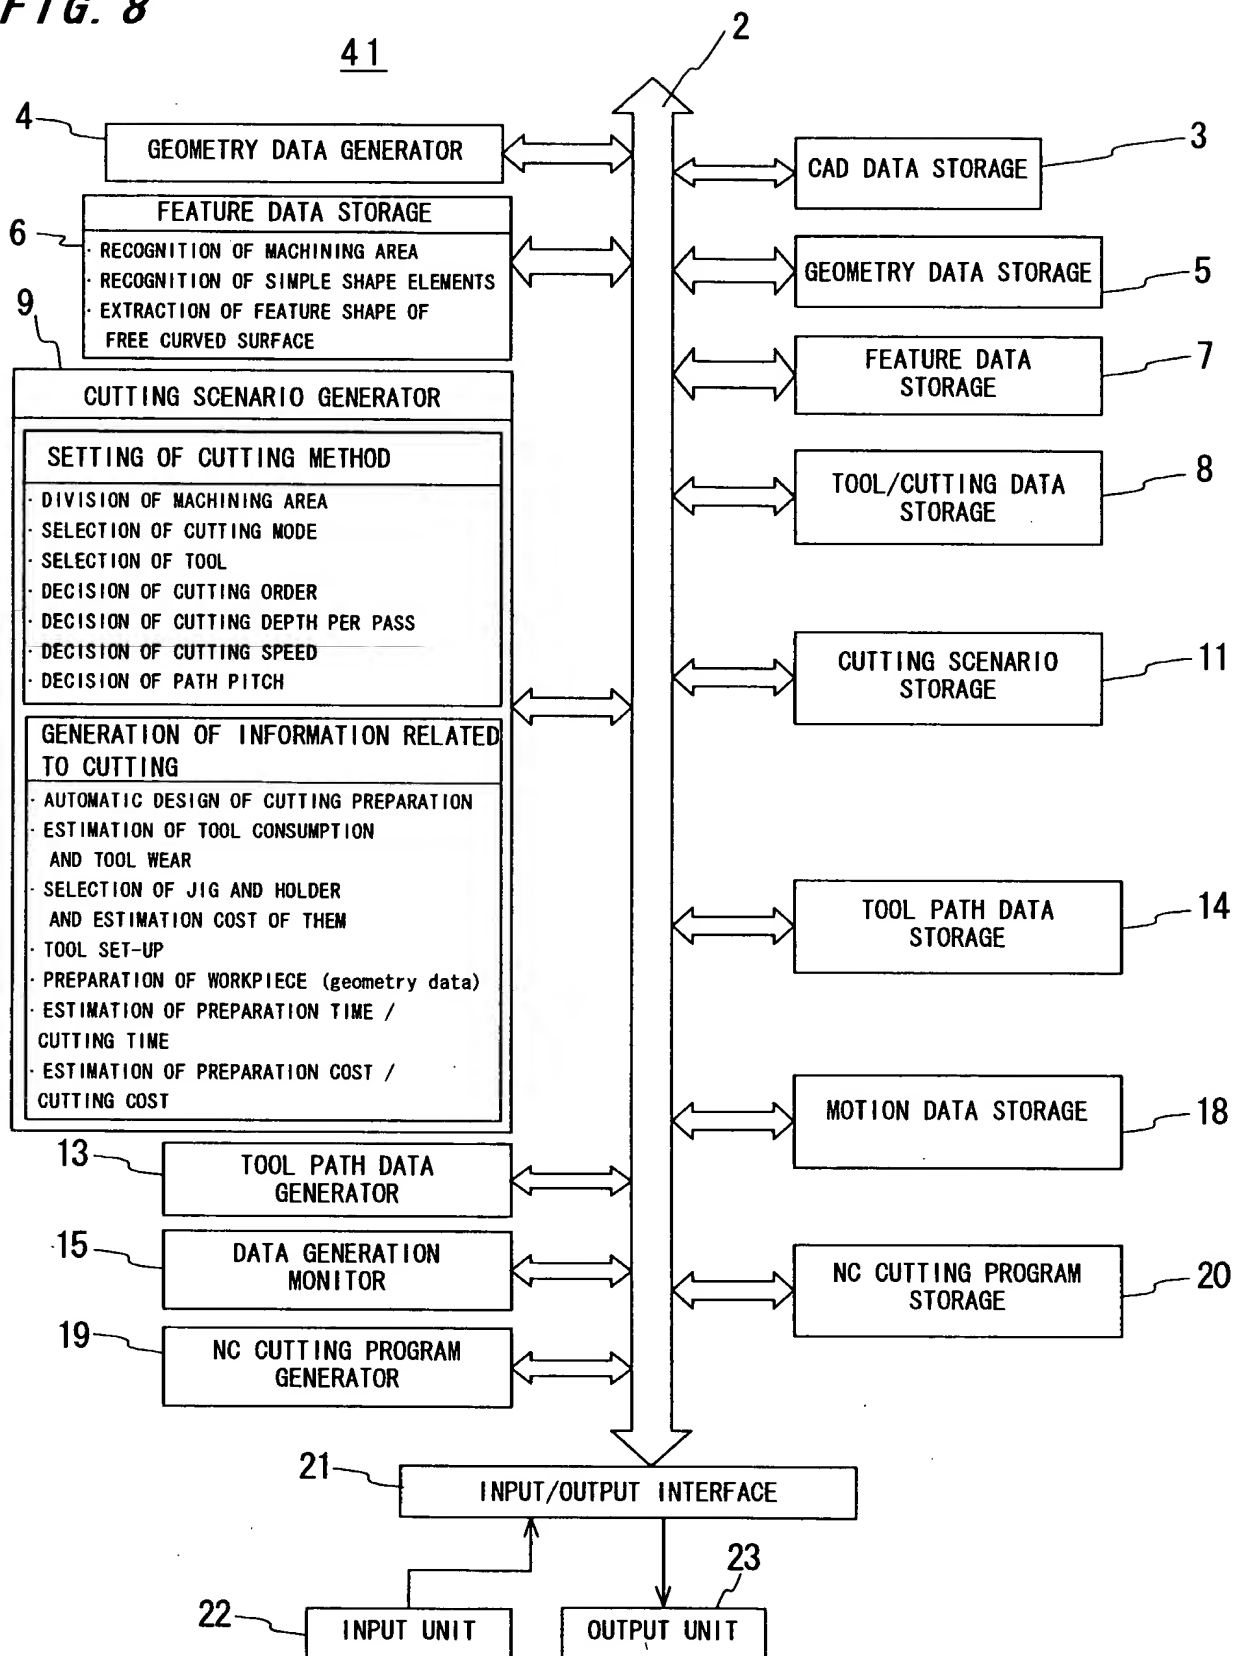 FIG. 8
41
2
4
GEOMETRY DATA GENERATOR
3
CAD DATA STORAGE
6
FEATURE DATA STORAGE
· RECOGNITION OF MACHINING AREA
· RECOGNITION OF SIMPLE SHAPE ELEMENTS
· EXTRACTION OF FEATURE SHAPE OF
FREE CURVED SURFACE
5
GEOMETRY DATA STORAGE
7
FEATURE DATA
STORAGE
8
TOOL/CUTTING DATA
STORAGE
9
CUTTING SCENARIO GENERATOR
SETTING OF CUTTING METHOD
· DIVISION OF MACHINING AREA
· SELECTION OF CUTTING MODE
· SELECTION OF TOOL
· DECISION OF CUTTING ORDER
· DECISION OF CUTTING DEPTH PER PASS
· DECISION OF CUTTING SPEED
· DECISION OF PATH PITCH
GENERATION OF INFORMATION RELATED
TO CUTTING
· AUTOMATIC DESIGN OF CUTTING PREPARATION
· ESTIMATION OF TOOL CONSUMPTION
AND TOOL WEAR
· SELECTION OF JIG AND HOLDER
AND ESTIMATION COST OF THEM
· TOOL SET-UP
· PREPARATION OF WORKPIECE (geometry data)
· ESTIMATION OF PREPARATION TIME /
CUTTING TIME
· ESTIMATION OF PREPARATION COST /
CUTTING COST
11
CUTTING SCENARIO
STORAGE
14
TOOL PATH DATA
STORAGE
18
MOTION DATA STORAGE
13
TOOL PATH DATA
GENERATOR
15
DATA GENERATION
MONITOR
20
NC CUTTING PROGRAM
STORAGE
19
NC CUTTING PROGRAM
GENERATOR
21
INPUT/OUTPUT INTERFACE
22
INPUT UNIT
23
OUTPUT UNIT